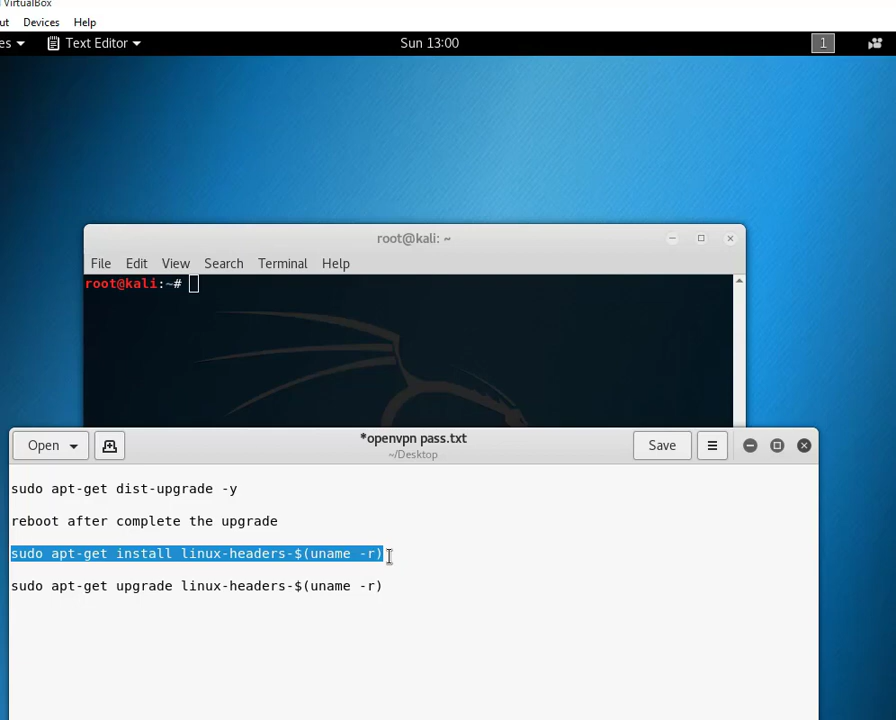 VirtualBox
ut Devices Help
es Text Editor Sun 13:00 1
root@kali: ~
File Edit View Search Terminal Help
root@kali:~#
Open *openvpn pass.txt Save
~/Desktop
sudo apt-get dist-upgrade -y
reboot after complete the upgrade
sudo apt-get install linux-headers-$(uname -r)
sudo apt-get upgrade linux-headers-$(uname -r)